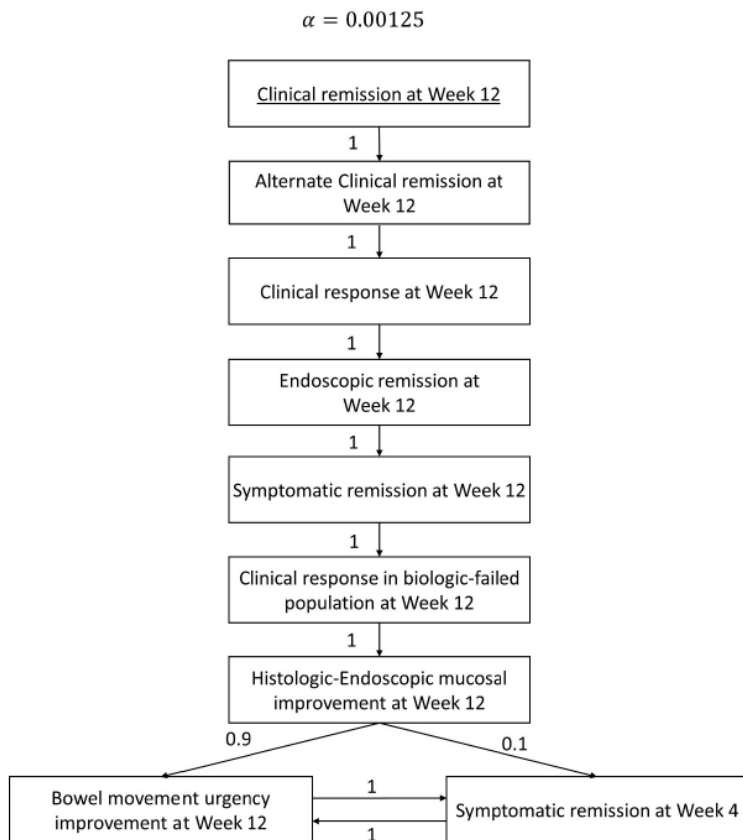 α = 0.00125
Clinical remission at Week 12
1
Alternate Clinical remission at
Week 12
1
Clinical response at Week 12
1
Endoscopic remission at
Week 12
1
Symptomatic remission at Week 12
1
Clinical response in biologic-failed
population at Week 12
1
Histologic-Endoscopic mucosal
improvement at Week 12
0.9
0.1
Bowel movement urgency
improvement at Week 12
1
1
Symptomatic remission at Week 4